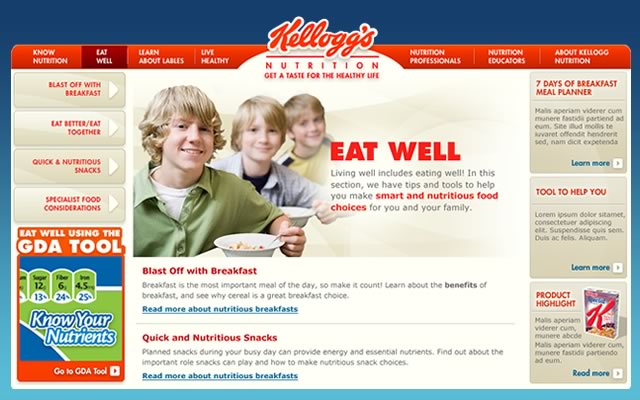 Kellogg's
NUTRITION
GET A TASTE FOR THE HEALTHY LIFE
KNOW
NUTRITION
EAT
WELL
LEARN
ABOUT LABLES
LIVE
HEALTHY
NUTRITION
PROFESSIONALS
NUTRITION
EDUCATORS
ABOUT KELLOGG
NUTRITION
BLAST OFF WITH
BREAKFAST
EAT BETTER/EAT
TOGETHER
QUICK & NUTRITIOUS
SNACKS
SPECIALIST FOOD
CONSIDERATIONS
EAT WELL USING THE
GDA TOOL
Sugar
12g
13%
Fiber
6g
24%
Iron
4.5g
25%
Know Your
Nutrients
Go to GDA Tool
EAT WELL
Living well includes eating well! In this
section, we have tips and tools to help
you make smart and nutritious food
choices for you and your family.
Blast Off with Breakfast
Breakfast is the most important meal of the day, so make it count! Learn about the benefits of
breakfast, and see why cereal is a great breakfast choice.
Read more about nutritious breakfasts
Quick and Nutritious Snacks
Planned snacks during your busy day can provide energy and essential nutrients. Find out about the
important role snacks can play and how to make nutritious snack choices.
Read more about nutritious breakfasts
7 DAYS OF BREAKFAST
MEAL PLANNER
Malis aperiam viderer cum
munere fastidii partiendo
ad eum. Site illud mollis te
iuvaret offendit hendrerit,
nam dicit expetenda
Learn more
TOOL TO HELP YOU
Lorem ipsum dolor sitamet,
consectetuer adipiscing
elit. Suspendisse quis sem.
Duis ac felis. Aliquam.
Learn more
PRODUCT
HIGHLIGHT
Malis aperiam
viderer cum,
munere abcde
Malis aperiam viderer cum,
munere fastidii partiendo
ad eum.
Learn more
K